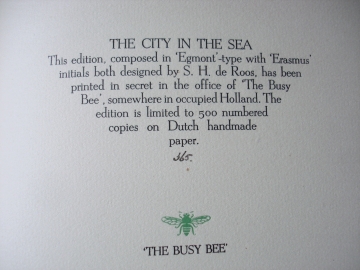 THE CITY IN THE SEA
This edition, composed in 'Egmont'-type with 'Erasmus'
initials both designed by S. H. de Roos, has been
printed in secret in the office of 'The Busy
Bee', somewhere in occupied Holland. The
edition is limited to 500 numbered
copies on Dutch handmade
paper.
365.
'THE BUSY BEE'